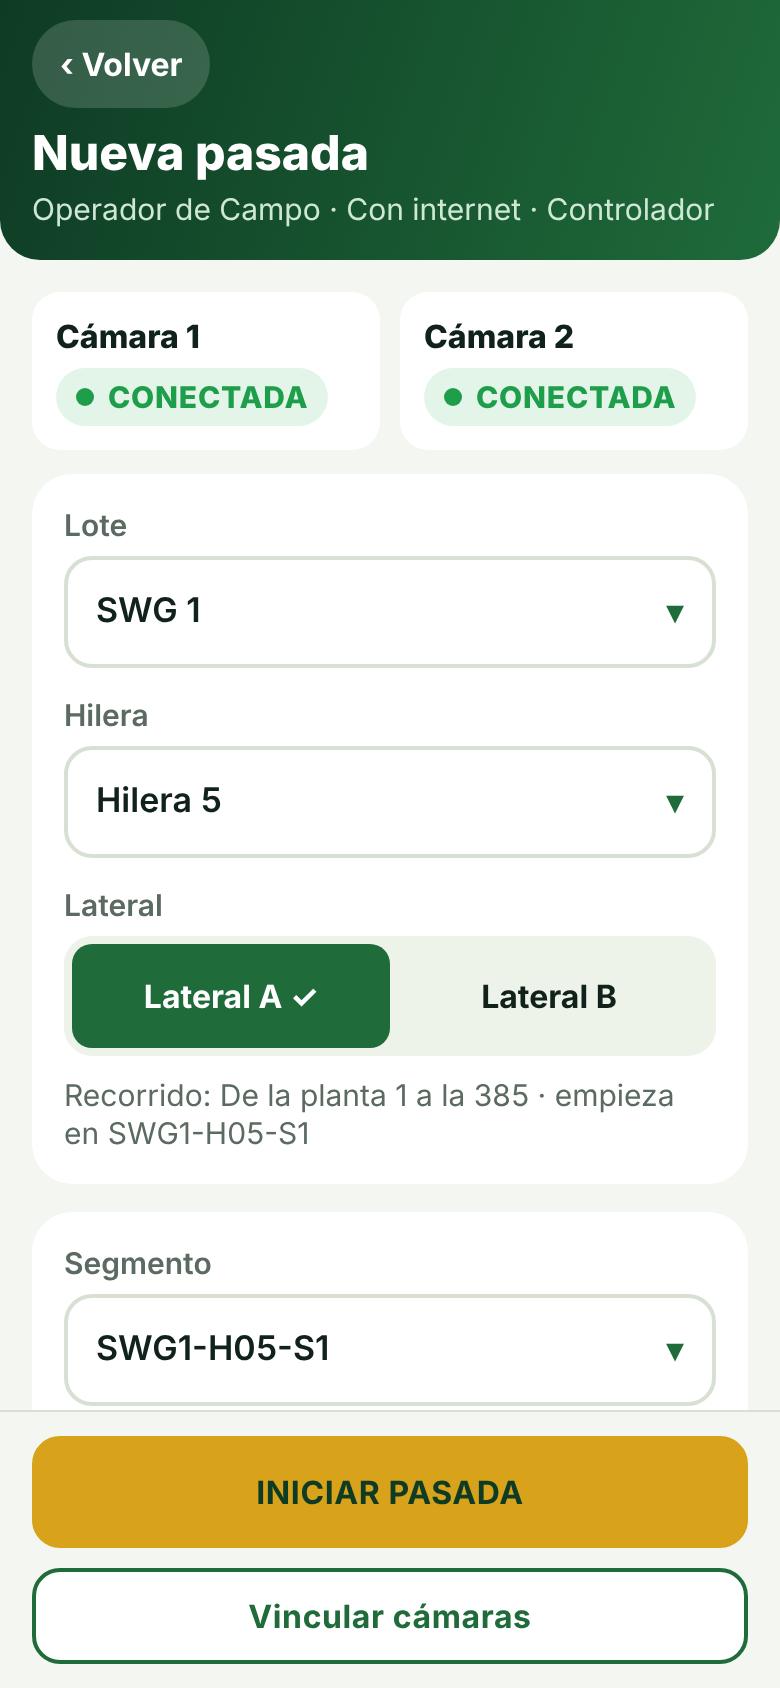 ‹ Volver
Nueva pasada
Operador de Campo · Con internet · Controlador
Cámara 1
CONECTADA
Cámara 2
CONECTADA
Lote
SWG 1 ▼
Hilera
Hilera 5 ▼
Lateral
Lateral A ✓
Lateral B
Recorrido: De la planta 1 a la 385 · empieza
en SWG1-H05-S1
Segmento
SWG1-H05-S1 ▼
INICIAR PASADA
Vincular cámaras